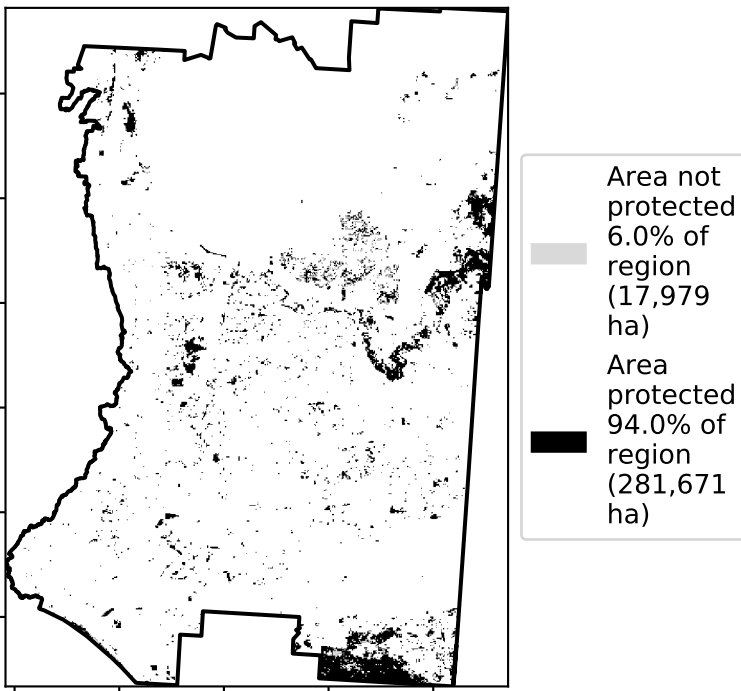 Area not
protected
6.0% of
region
(17,979
ha)
Area
protected
94.0% of
region
(281,671
ha)